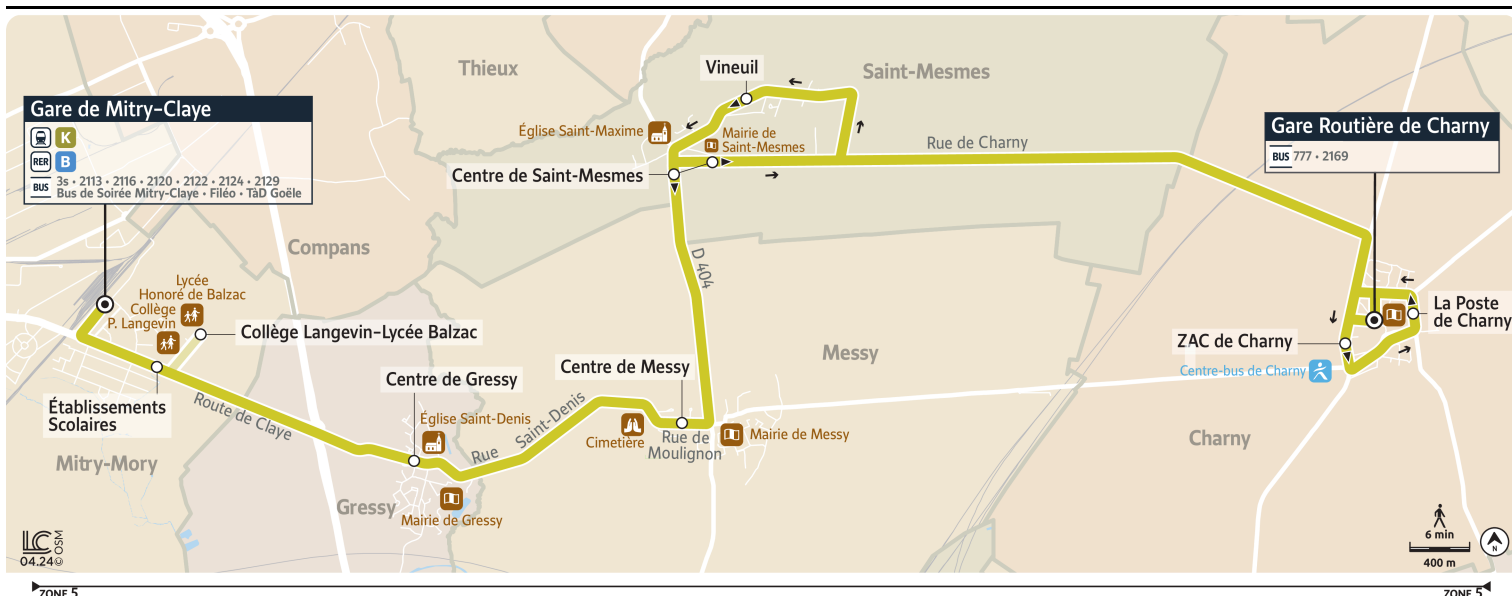 Thieux
Vineuil
Saint-Mesmes
Gare de Mitry-Claye
K
RER
B
BUS
3s • 2113 • 2116 • 2120 • 2122 • 2124 • 2129
Bus de Soirée Mitry-Claye • Filéo • TàD Goële
Gare Routière de Charny
BUS 777 • 2169
Église Saint-Maxime
Mairie de
Saint-Mesmes
Rue de Charny
Centre de Saint-Mesmes
Compans
D 404
Lycée
Honoré de Balzac
Collège
P. Langevin
Collège Langevin-Lycée Balzac
La Poste
de Charny
ZAC de Charny
Centre-bus de Charny
Messy
Centre de Messy
Centre de Gressy
Établissements
Scolaires
Route de Claye
Église Saint-Denis
Rue Saint-Denis
Cimetière
Rue de
Moulignon
Mairie de Messy
Charny
Mitry-Mory
Gressy
Mairie de Gressy
LC
04.24 © OSM
6 min
400 m
N
ZONE 5
ZONE 5